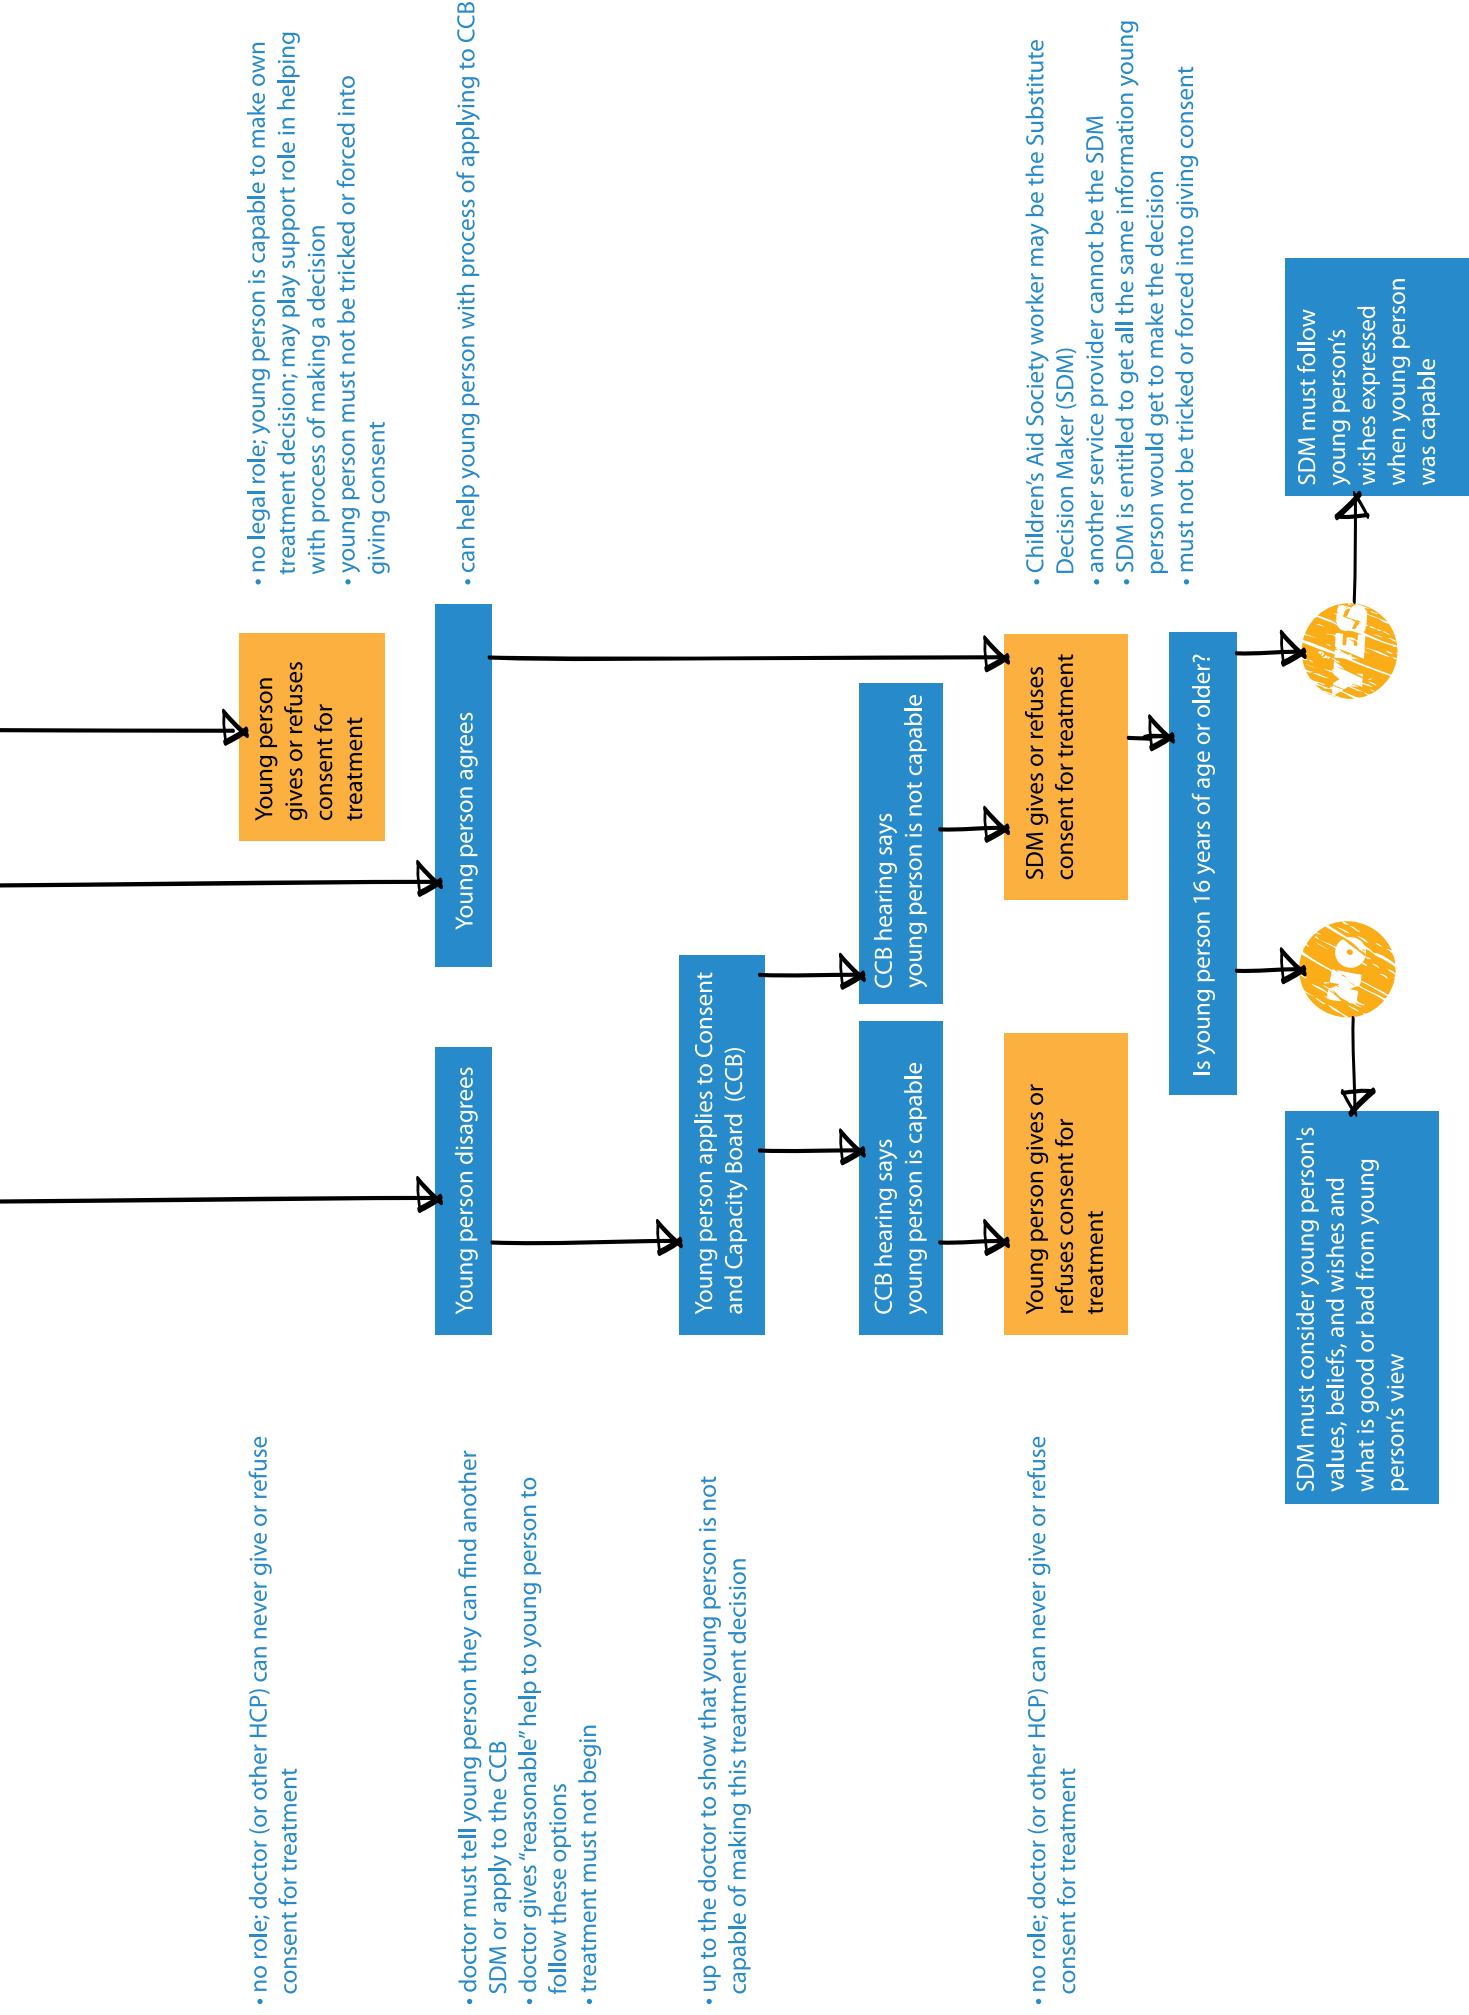 • no role; doctor (or other HCP) can never give or refuse
consent for treatment
Young person
gives or refuses
consent for
treatment
• no legal role; young person is capable to make own
treatment decision; may play support role in helping
with process of making a decision
• young person must not be tricked or forced into
giving consent
• doctor must tell young person they can find another
SDM or apply to the CCB
• doctor gives “reasonable” help to young person to
follow these options
• treatment must not begin
Young person disagrees
Young person agrees
• can help young person with process of applying to CCB
• up to the doctor to show that young person is not
capable of making this treatment decision
Young person applies to Consent
and Capacity Board (CCB)
CCB hearing says
young person is capable
CCB hearing says
young person is not capable
• no role; doctor (or other HCP) can never give or refuse
consent for treatment
Young person gives or
refuses consent for
treatment
SDM gives or refuses
consent for treatment
• Children’s Aid Society worker may be the Substitute
Decision Maker (SDM)
• another service provider cannot be the SDM
• SDM is entitled to get all the same information young
person would get to make the decision
• must not be tricked or forced into giving consent
Is young person 16 years of age or older?
NO
YES
SDM must consider young person's
values, beliefs, and wishes and
what is good or bad from young
person’s view
SDM must follow
young person’s
wishes expressed
when young person
was capable